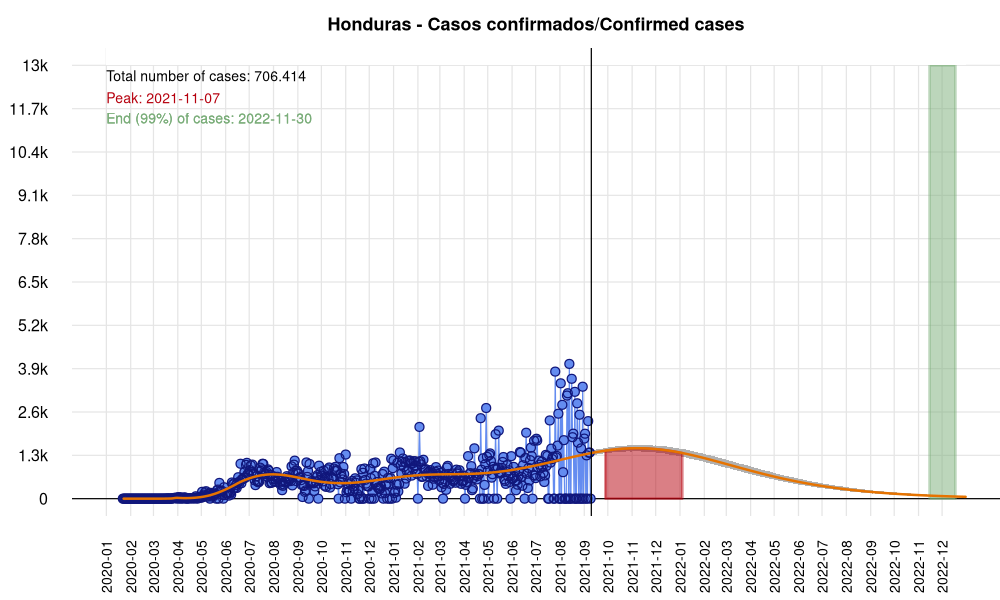 Honduras - Casos confirmados/Confirmed cases
Total number of cases: 706.414
Peak: 2021-11-07
End (99%) of cases: 2022-11-30
13k
11.7k
10.4k
9.1k
7.8k
6.5k
5.2k
3.9k
2.6k
1.3k
0
2020-01
2020-02
2020-03
2020-04
2020-05
2020-06
2020-07
2020-08
2020-09
2020-10
2020-11
2020-12
2021-01
2021-02
2021-03
2021-04
2021-05
2021-06
2021-07
2021-08
2021-09
2021-10
2021-11
2021-12
2022-01
2022-02
2022-03
2022-04
2022-05
2022-06
2022-07
2022-08
2022-09
2022-10
2022-11
2022-12